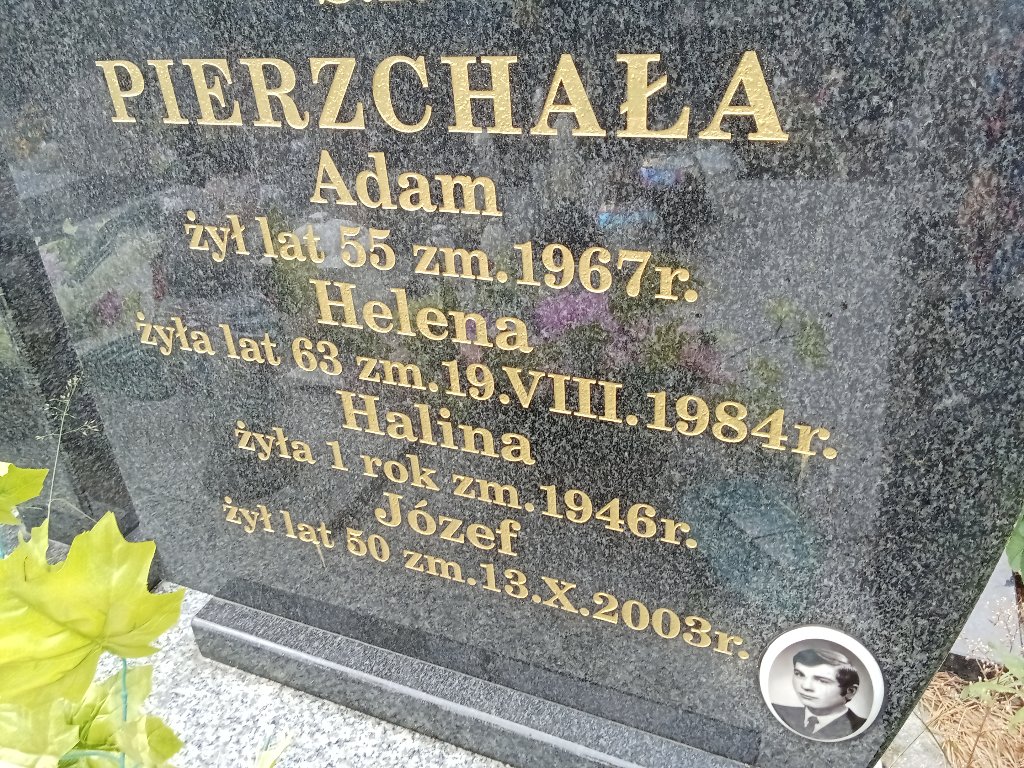 PIERZCHAŁA
Adam
żył lat 55 zm.1967r.
Helena
żyła lat 63 zm.19.VIII.1984r.
Halina
żyła 1 rok zm.1946r.
Józef
żył lat 50 zm.13.X.2003r.